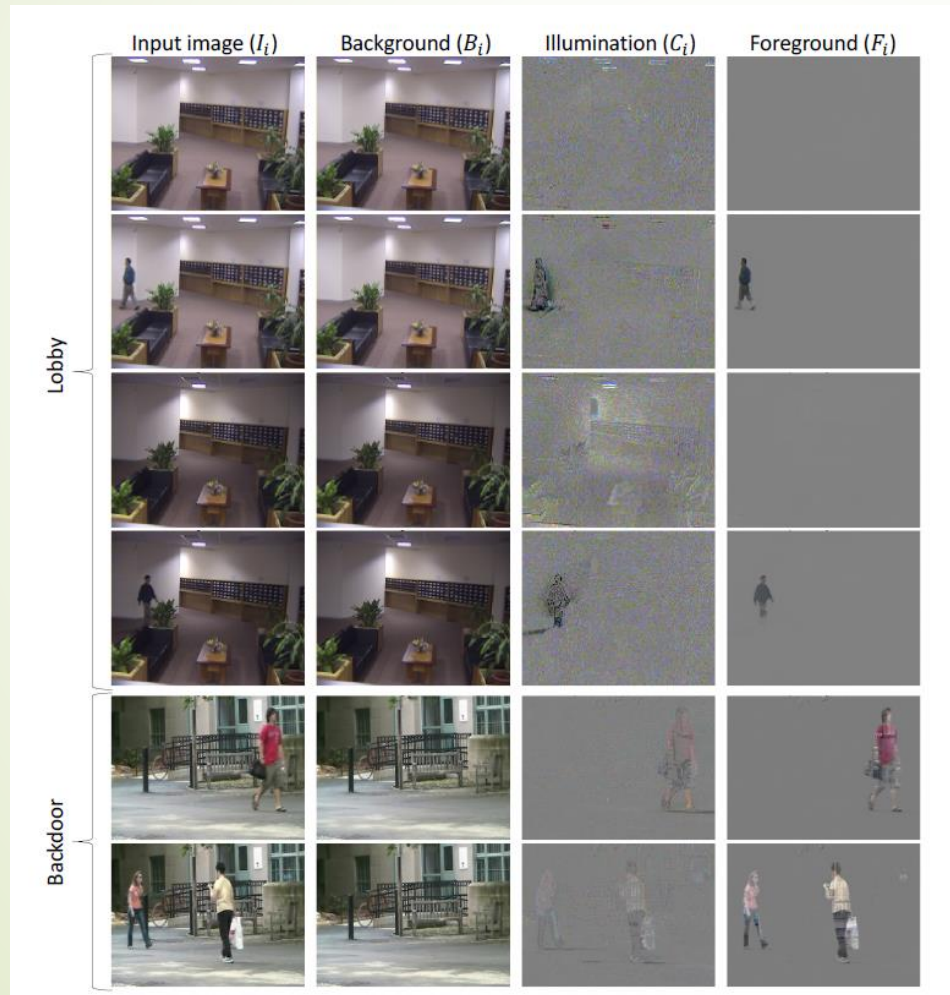 Input image (I_i) Background (B_i) Illumination (C_i) Foreground (F_i)
Lobby
Backdoor